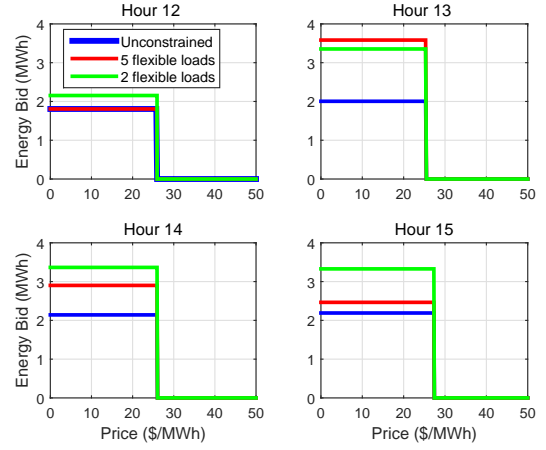 Hour 12
Energy Bid (MWh)
4
3
2
1
0
0 10 20 30 40 50
Unconstrained
5 flexible loads
2 flexible loads
Hour 13
4
3
2
1
0
0 10 20 30 40 50
Hour 14
Energy Bid (MWh)
4
3
2
1
0
0 10 20 30 40 50
Price ($/MWh)
Hour 15
4
3
2
1
0
0 10 20 30 40 50
Price ($/MWh)